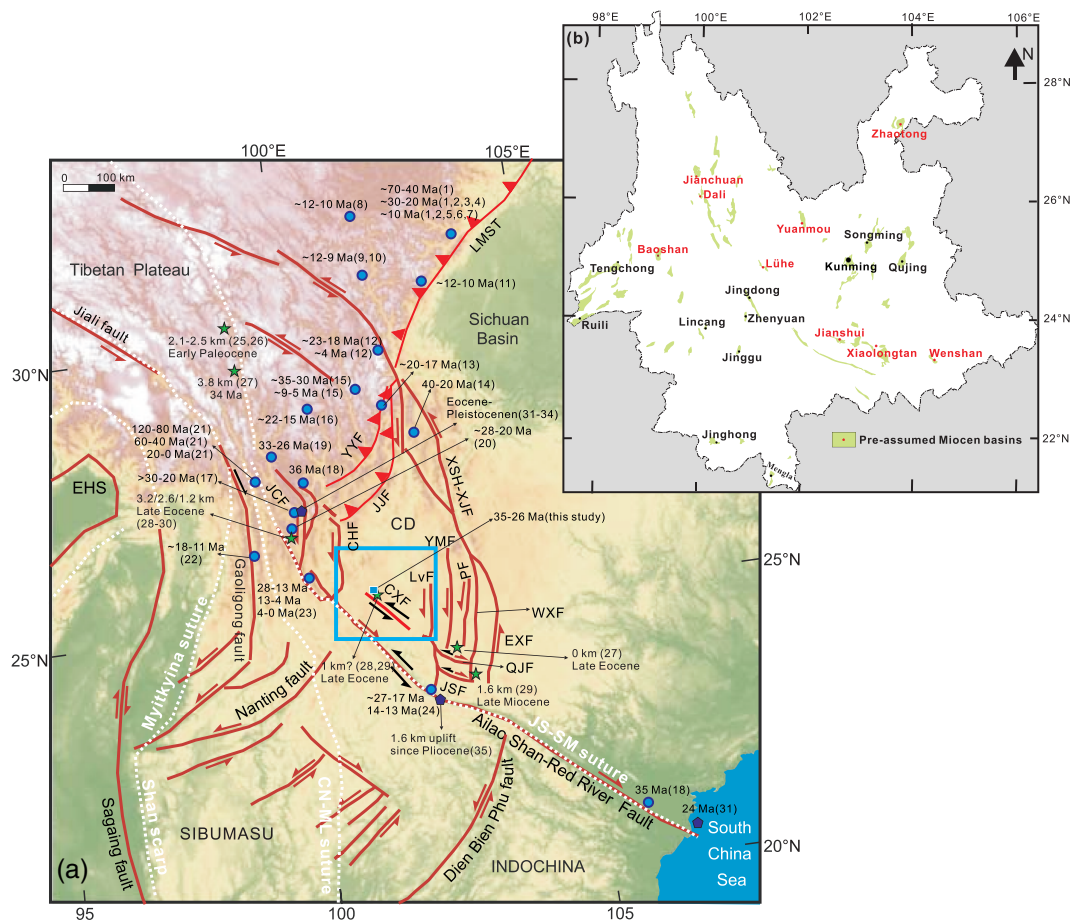 98°E
100°E
102°E
104°E
106°E
(b)
N
28°N
Zhaotong
Jianchuan
Dali
26°N
Yuanmou
Songming
Baoshan
Tengchong
Lühe
Kunming
Qujing
Jingdong
Zhenyuan
Lincang
24°N
Ruili
Jianshui
Jinggu
Xiaolongtan
Wenshan
Jinghong
22°N
Pre-assumed Miocen basins
Mengla
100°E
105°E
0 100 km
~70-40 Ma(1)
~30-20 Ma(1,2,3,4)
~10 Ma(1,2,5,6,7)
~12-10 Ma(8)
LMST
Tibetan Plateau
~12-9 Ma(9,10)
~12-10 Ma(11)
Jiali fault
Sichuan
Basin
2.1-2.5 km (25,26)
Early Paleocene
~23-18 Ma(12)
~4 Ma (12)
~20-17 Ma(13)
30°N
3.8 km (27)
34 Ma
~35-30 Ma(15)
~9-5 Ma (15)
40-20 Ma(14)
Eocene-
Pleistocenen(31-34)
~22-15 Ma(16)
~28-20 Ma
(20)
120-80 Ma(21)
60-40 Ma(21)
20-0 Ma(21)
33-26 Ma(19)
YYF
XSH-XJF
>30-20 Ma(17)
36 Ma(18)
JCF
JJF
EHS
3.2/2.6/1.2 km
Late Eocene
(28-30)
35-26 Ma(this study)
CD
CHF
YMF
25°N
~18-11 Ma
(22)
LvF
PF
CXF
Gaoligong fault
28-13 Ma
13-4 Ma
4-0 Ma(23)
WXF
EXF
0 km (27)
Late Eocene
25°N
1 km? (28,29)
Late Eocene
QJF
Myitkyina suture
Nanting fault
JSF
1.6 km (29)
Late Miocene
~27-17 Ma
14-13 Ma(24)
JS-SM suture
Ailao Shan-Red River Fault
1.6 km uplift
since Pliocene(35)
Shan scarp
CN-ML suture
35 Ma(18)
24 Ma(31)
Sagaing fault
SIBUMASU
Dien Bien Phu fault
South
China
Sea
20°N
INDOCHINA
(a)
95
100
105